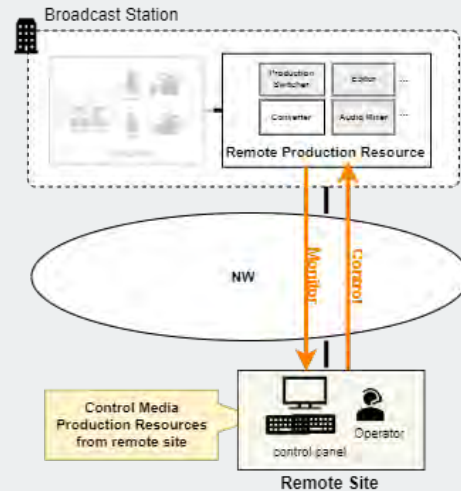 Broadcast Station
Production
Switcher
Editor
...
Converter
Audio Mixer
...
Remote Production Resource
Monitor
Control
NW
Control Media
Production Resources
from remote site
Operator
control panel
Remote Site